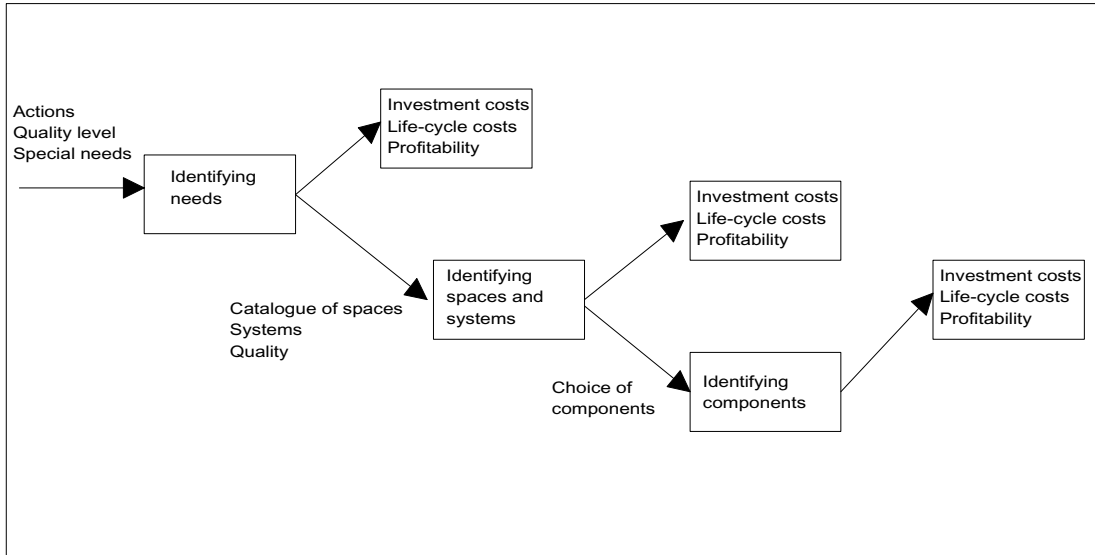 Actions
Quality level
Special needs
Identifying
needs
Investment costs
Life-cycle costs
Profitability
Catalogue of spaces
Systems
Quality
Identifying
spaces and
systems
Investment costs
Life-cycle costs
Profitability
Choice of
components
Identifying
components
Investment costs
Life-cycle costs
Profitability